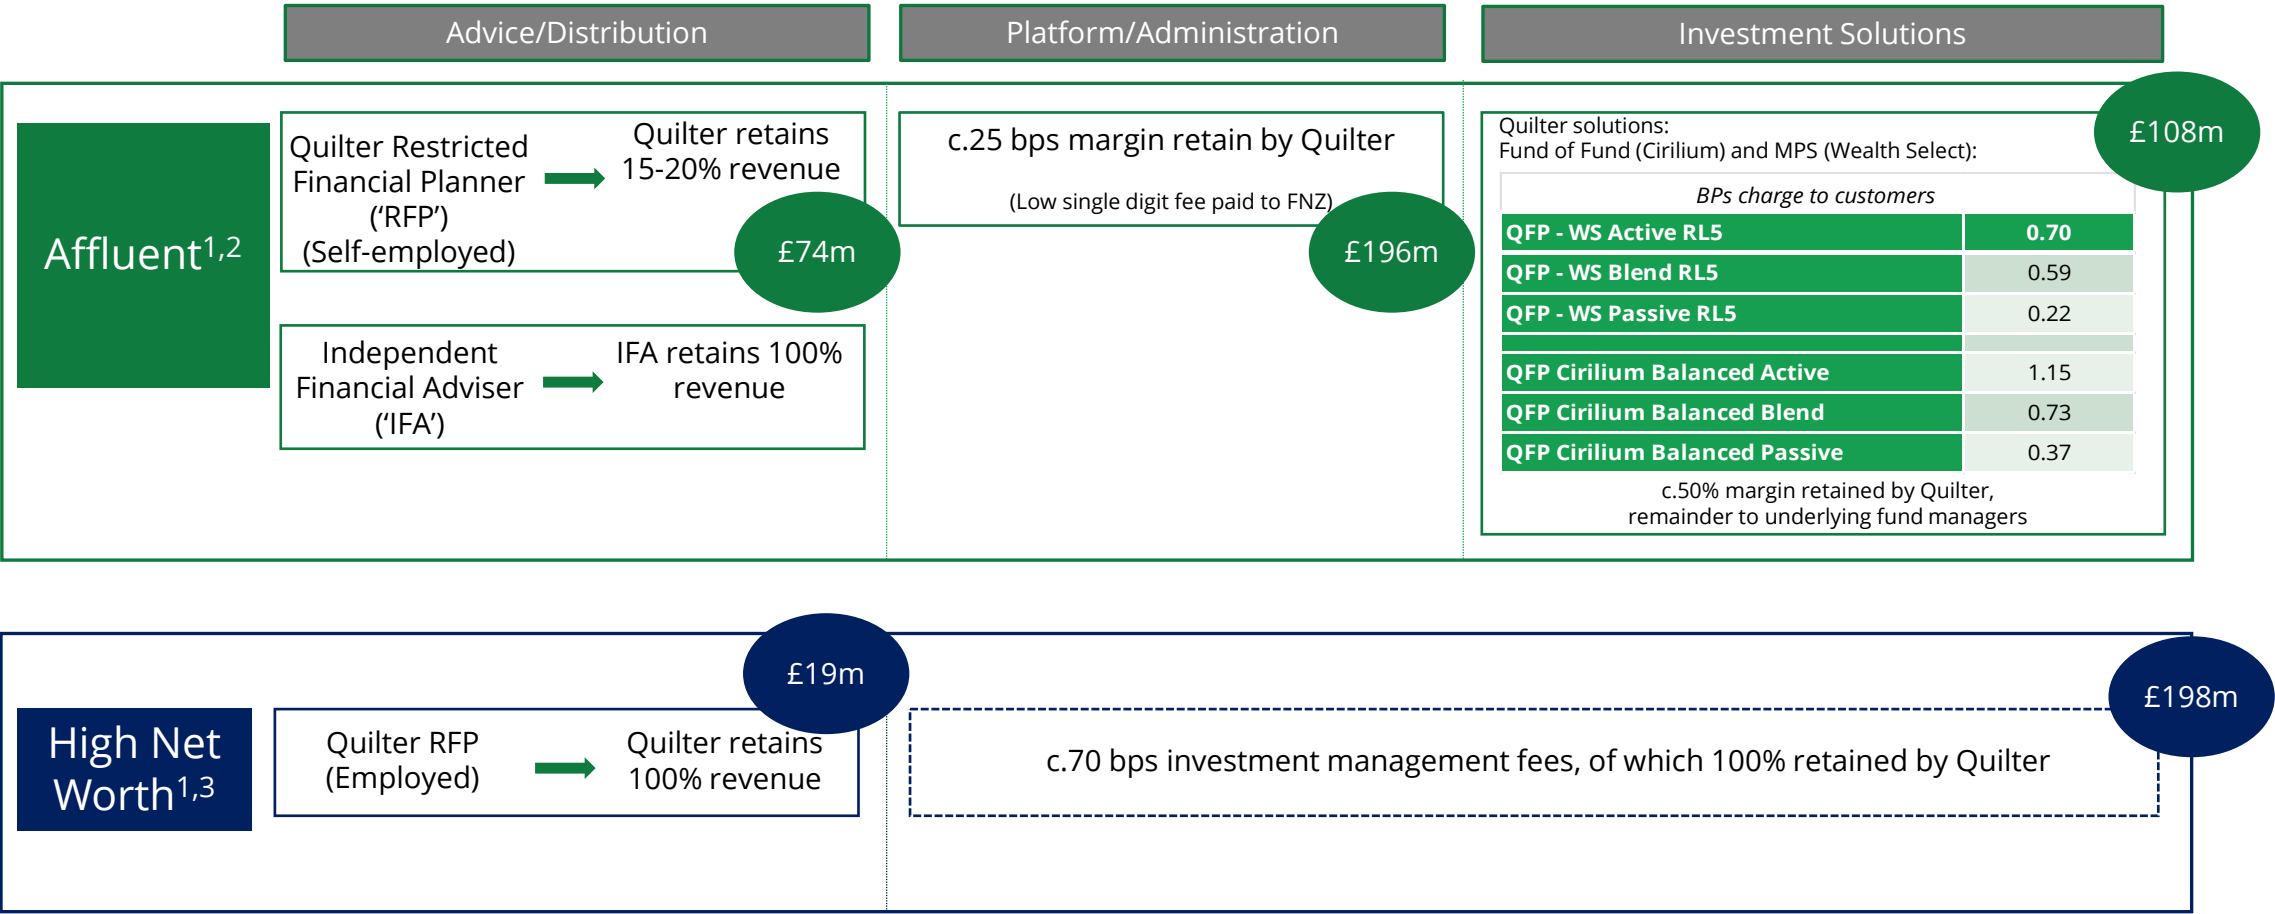 Advice/Distribution
Platform/Administration
Investment Solutions
Affluent1,2
Quilter Restricted
Financial Planner
(‘RFP’)
(Self-employed)
Quilter retains
15-20% revenue
£74m
Independent
Financial Adviser
(‘IFA’)
IFA retains 100%
revenue
c.25 bps margin retain by Quilter
(Low single digit fee paid to FNZ)
£196m
£108m
Quilter solutions:
Fund of Fund (Cirilium) and MPS (Wealth Select):
BPs charge to customers
QFP - WS Active RL5 0.70
QFP - WS Blend RL5 0.59
QFP - WS Passive RL5 0.22
QFP Cirilium Balanced Active 1.15
QFP Cirilium Balanced Blend 0.73
QFP Cirilium Balanced Passive 0.37
c.50% margin retained by Quilter,
remainder to underlying fund managers
High Net
Worth1,3
Quilter RFP
(Employed)
Quilter retains
100% revenue
£19m
c.70 bps investment management fees, of which 100% retained by Quilter
£198m